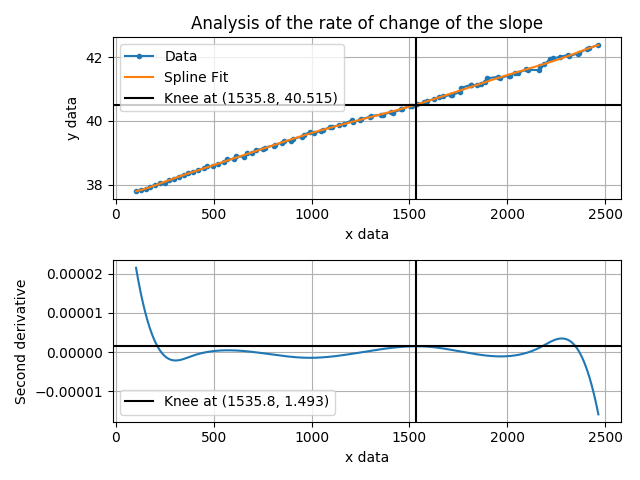 Analysis of the rate of change of the slope
Data
Spline Fit
Knee at (1535.8, 40.515)
42
40
38
y data
0 500 1000 1500 2000 2500
x data
0.00002
0.00001
0.00000
−0.00001
Second derivative
Knee at (1535.8, 1.493)
0 500 1000 1500 2000 2500
x data